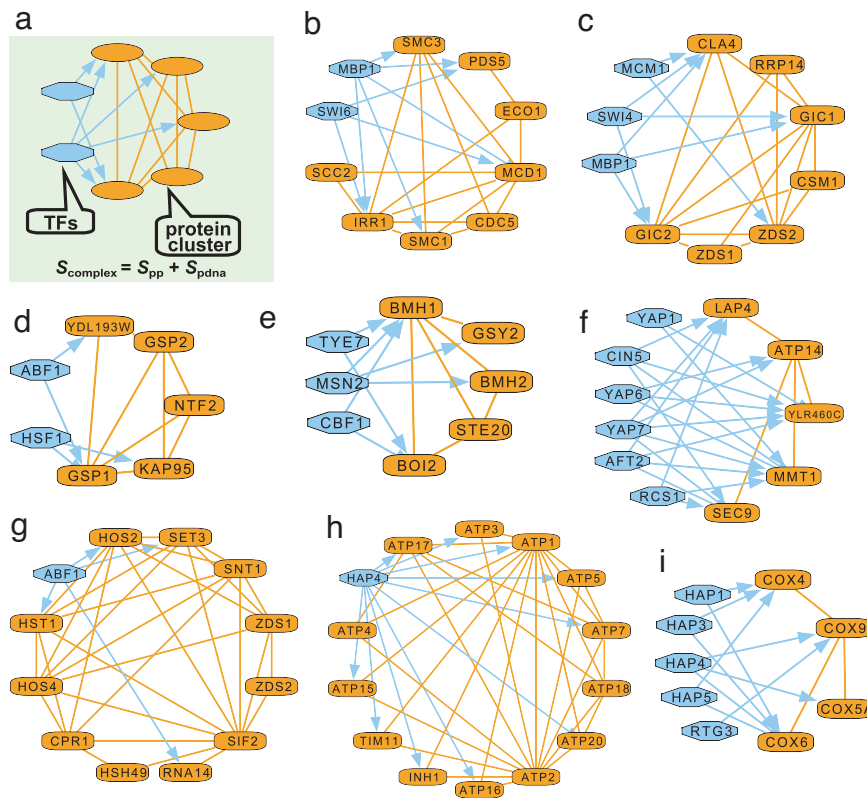 a
TFs
protein
cluster
Scomplex = Spp + Spdna
b
SMC3
MBP1
PDS5
SWI6
ECO1
SCC2
MCD1
IRR1
CDC5
SMC1
c
CLA4
MCM1
RRP14
SWI4
GIC1
MBP1
CSM1
GIC2
ZDS2
ZDS1
d
YDL193W
GSP2
ABF1
NTF2
HSF1
KAP95
GSP1
e
BMH1
TYE7
GSY2
MSN2
BMH2
CBF1
STE20
BOI2
f
LAP4
YAP1
ATP14
CIN5
YAP6
YLR460C
YAP7
AFT2
MMT1
RCS1
SEC9
g
HOS2
SET3
ABF1
SNT1
HST1
ZDS1
HOS4
ZDS2
CPR1
SIF2
HSH49
RNA14
h
ATP3
ATP17
ATP1
HAP4
ATP5
ATP4
ATP7
ATP15
ATP18
TIM11
ATP20
INH1
ATP2
ATP16
i
COX4
HAP1
HAP3
COX9
HAP4
HAP5
COX5A
RTG3
COX6